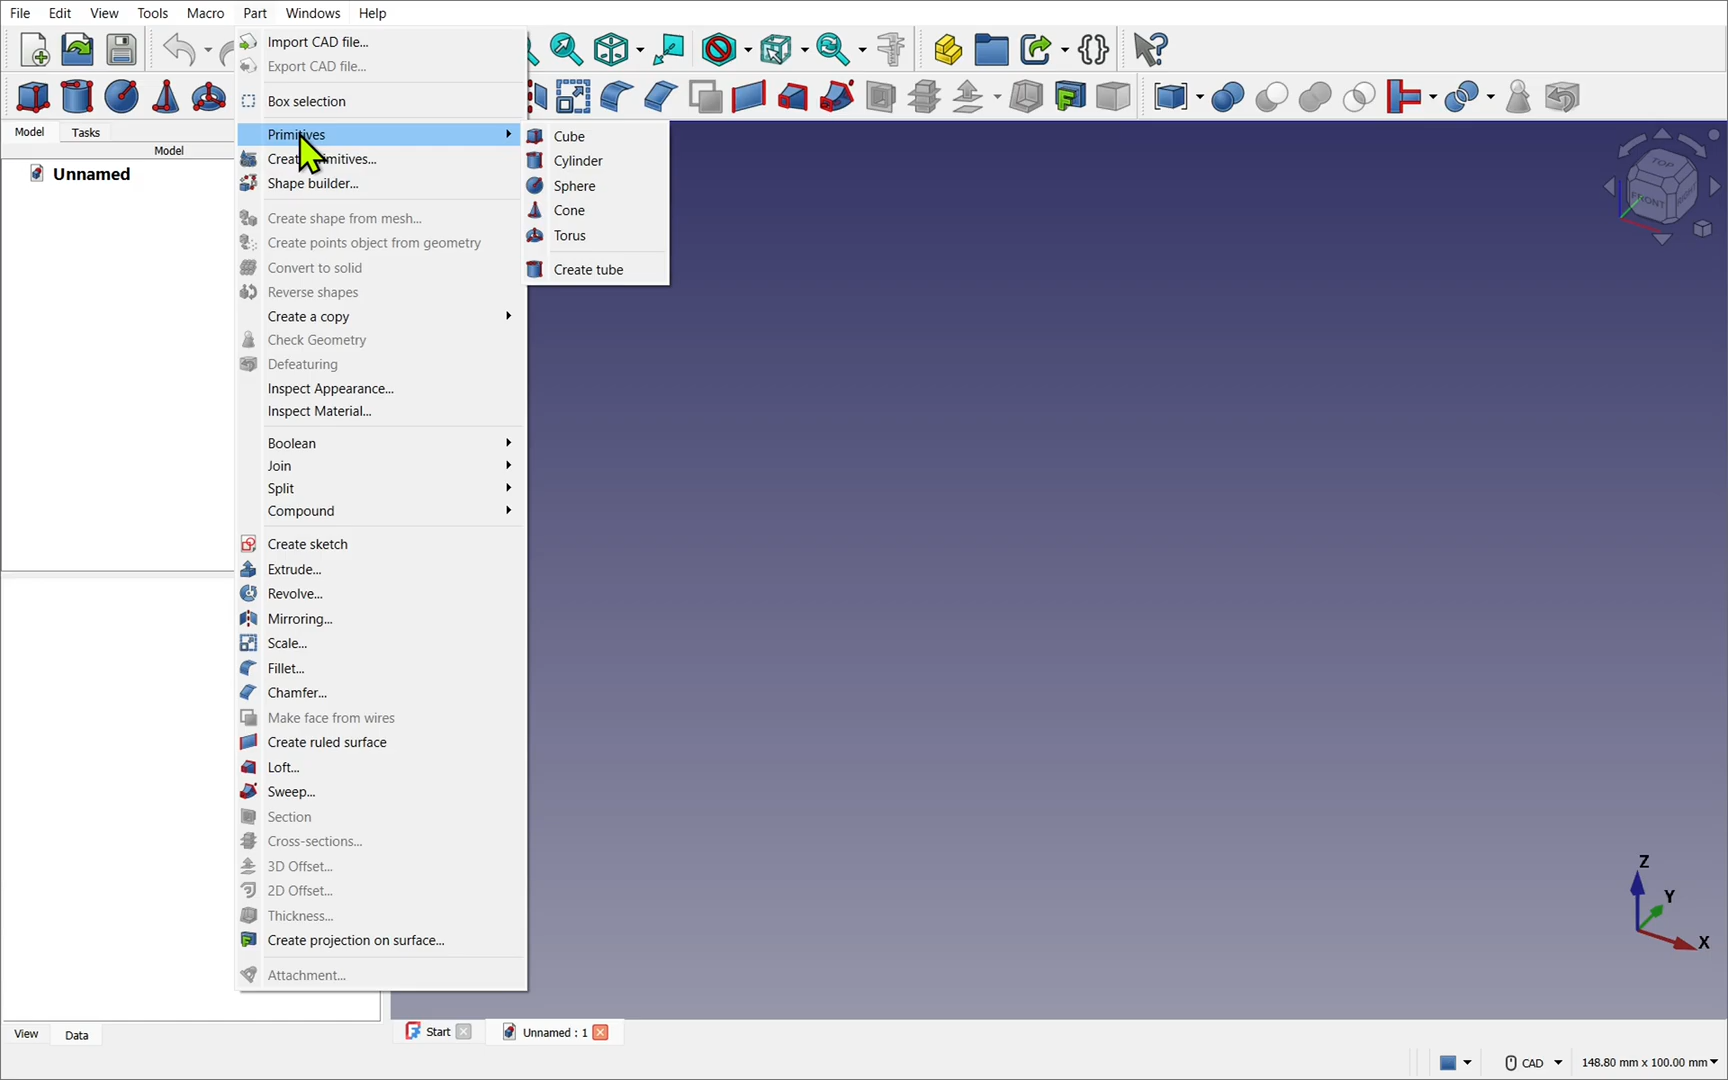 File Edit View Tools Macro Part Windows Help
Import CAD file...
Export CAD file...
Box selection
Primitives
Create Primitives...
Shape builder...
Create shape from mesh...
Create points object from geometry
Convert to solid
Reverse shapes
Create a copy
Check Geometry
Defeaturing
Inspect Appearance...
Inspect Material...
Boolean
Join
Split
Compound
Create sketch
Extrude...
Revolve...
Mirroring...
Scale...
Fillet...
Chamfer...
Make face from wires
Create ruled surface
Loft...
Sweep...
Section
Cross-sections...
3D Offset...
2D Offset...
Thickness...
Create projection on surface...
Attachment...
Cube
Cylinder
Sphere
Cone
Torus
Create tube
Model Tasks
Model
Unnamed
TOP
FRONT
Z
Y
X
View Data
Start Unnamed : 1
CAD 148.80 mm x 100.00 mm